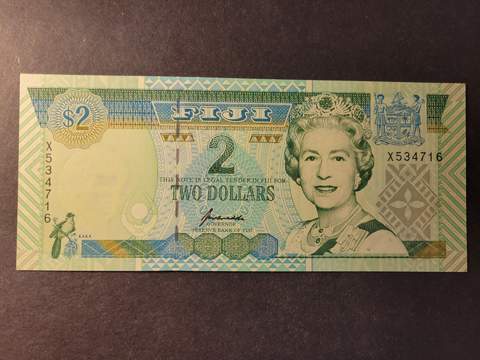 FIJI
$2
X534716
X534716
2
THIS NOTE IS LEGAL TENDER IN FIJI FOR
TWO DOLLARS
GOVERNOR
RESERVE BANK OF FIJI